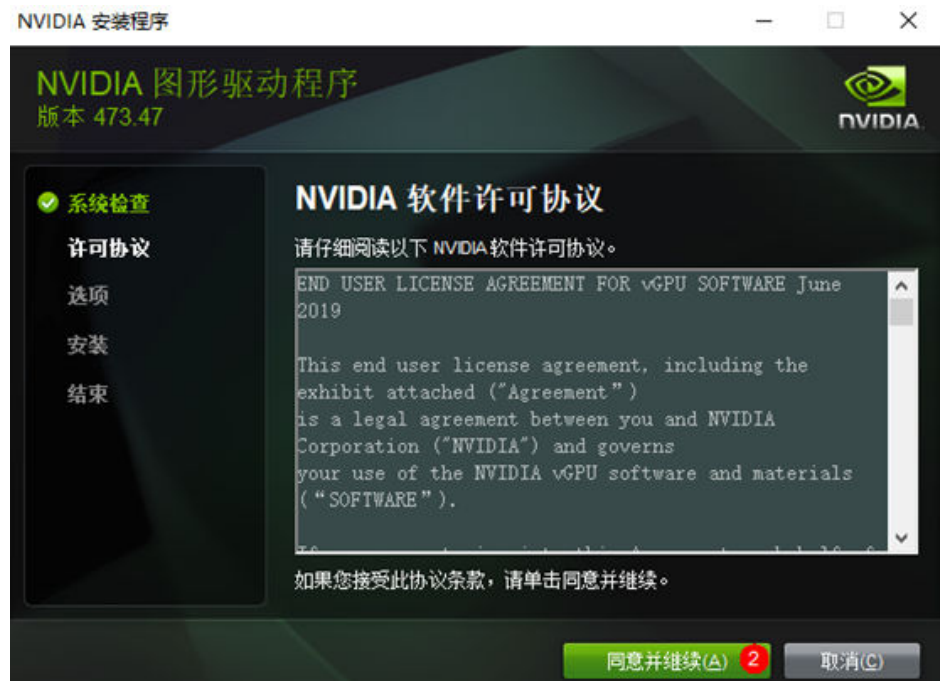 NVIDIA 安装程序
NVIDIA 图形驱动程序
版本 473.47
NVIDIA
系统检查
许可协议
选项
安装
结束
NVIDIA 软件许可协议
请仔细阅读以下 NVIDIA 软件许可协议。
END USER LICENSE AGREEMENT FOR vGPU SOFTWARE June
2019
This end user license agreement, including the
exhibit attached ("Agreement")
is a legal agreement between you and NVIDIA
Corporation ("NVIDIA") and governs
your use of the NVIDIA vGPU software and materials
("SOFTWARE").
如果您接受此协议条款，请单击同意并继续。
同意并继续(A) 2
取消(C)